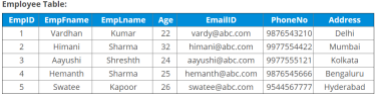 Employee Table:
EmpID EmpFname EmpLname Age EmailID PhoneNo Address
1 Vardhan Kumar 22 vardy@abc.com 9876543210 Delhi
2 Himani Sharma 32 himani@abc.com 9977554422 Mumbai
3 Aayushi Shreshth 24 aayushi@abc.com 9977555121 Kolkata
4 Hemanth Sharma 25 hemanth@abc.com 9876545666 Bengaluru
5 Swatee Kapoor 26 swatee@abc.com 9544567777 Hyderabad